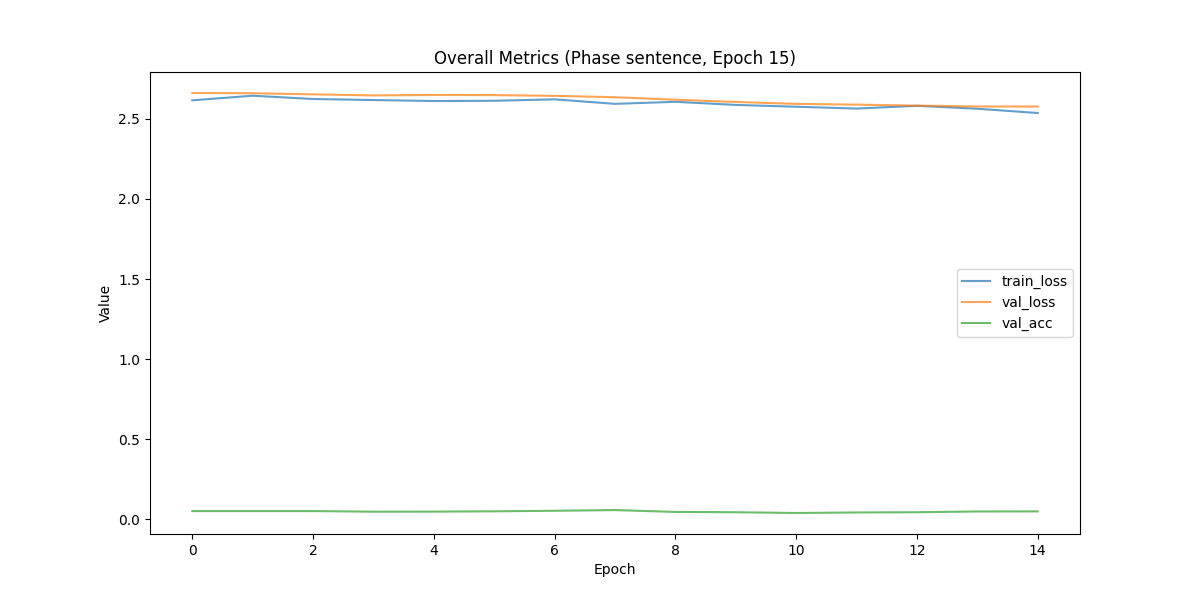 Overall Metrics (Phase sentence, Epoch 15)
Value
2.5
2.0
1.5
1.0
0.5
0.0
train_loss
val_loss
val_acc
0 2 4 6 8 10 12 14
Epoch